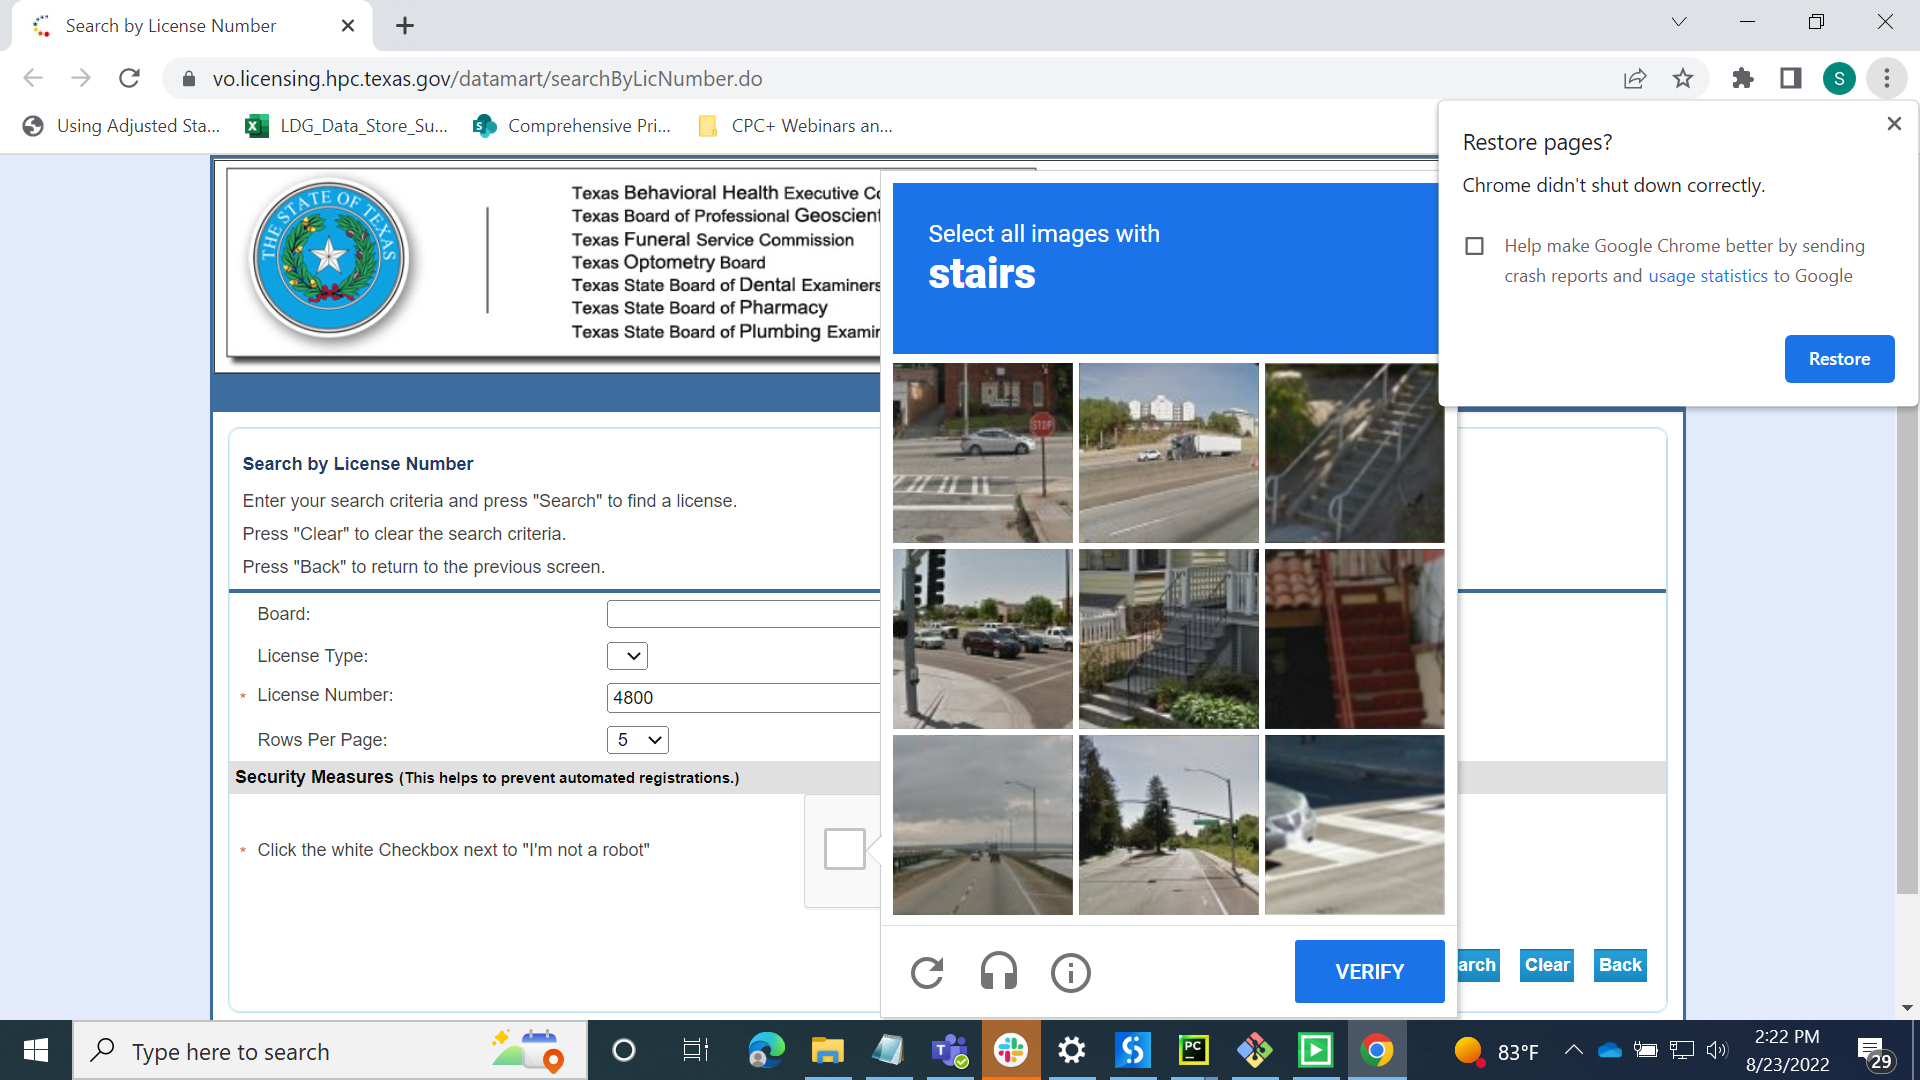 Search by License Number
vo.licensing.hpc.texas.gov/datamart/searchByLicNumber.do
S
Using Adjusted Sta...
LDG_Data_Store_Su...
Comprehensive Pri...
CPC+ Webinars an...
Restore pages?
Chrome didn't shut down correctly.
Help make Google Chrome better by sending
crash reports and usage statistics to Google
Restore
THE STATE OF TEXAS
Texas Behavioral Health Executive
Texas Board of Professional
Texas Funeral Service Commission
Texas Optometry Board
Texas State Board of Dental Examiners
Texas State Board of Pharmacy
Texas State Board of Plumbing
Select all images with
stairs
STOP
Search by License Number
Enter your search criteria and press "Search" to find a license.
Press "Clear" to clear the search criteria.
Press "Back" to return to the previous screen.
Board:
License Type:
* License Number:
4800
Rows Per Page:
5
Security Measures (This helps to prevent automated registrations.)
* Click the white Checkbox next to "I'm not a robot"
VERIFY
arch
Clear
Back
Type here to search
PC
83°F
2:22 PM
8/23/2022
29